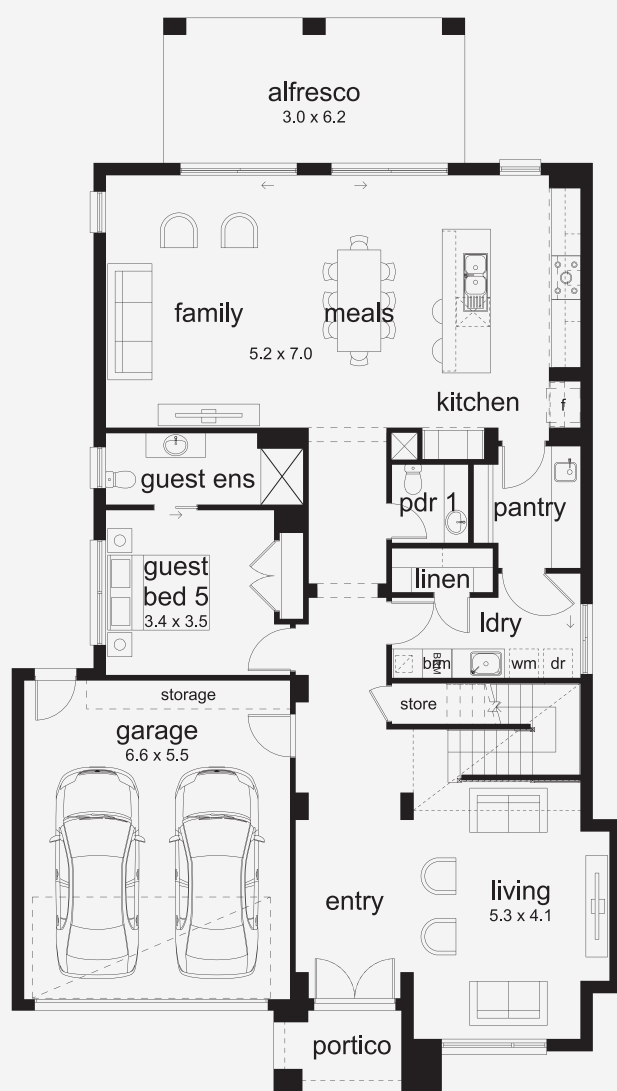 alfresco
3.0 x 6.2
family
meals
5.2 x 7.0
kitchen
f
guest ens
pdr 1
pantry
guest
bed 5
3.4 x 3.5
linen
ldry
brm
wm
dr
storage
store
garage
6.6 x 5.5
entry
living
5.3 x 4.1
portico